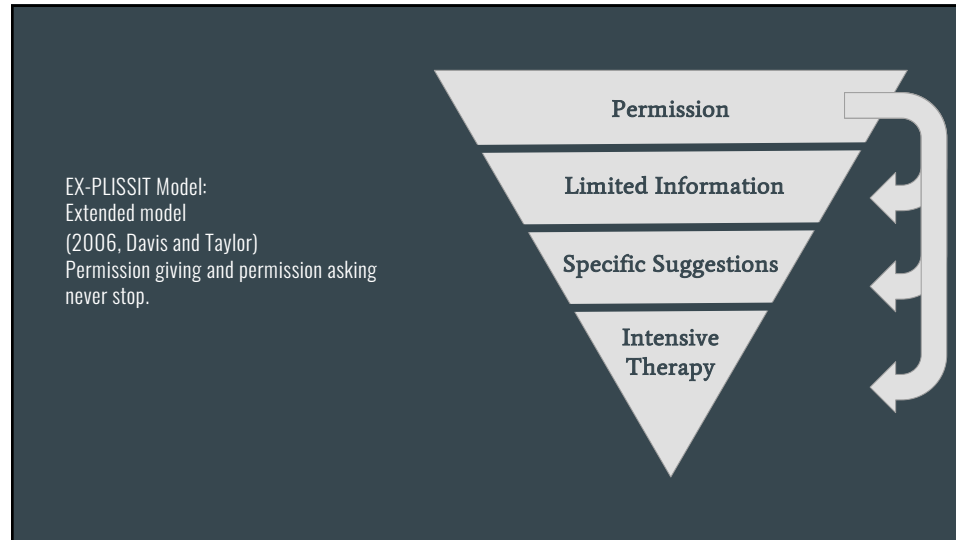 EX-PLISSIT Model:
Extended model
(2006, Davis and Taylor)
Permission giving and permission asking
never stop.
Permission
Limited Information
Specific Suggestions
Intensive
Therapy